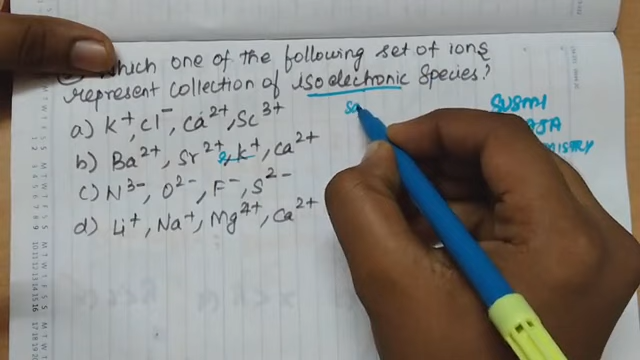 Which one of the following set of ions
represent collection of isoelectronic Species?
a) K⁺, Cl⁻, Ca²⁺, Sc³⁺
b) Ba²⁺, Sr²⁺, K⁺, Ca²⁺
c) N³⁻, O²⁻, F⁻, S²⁻
d) Li⁺, Na⁺, Mg²⁺, Ca²⁺
SUSMI